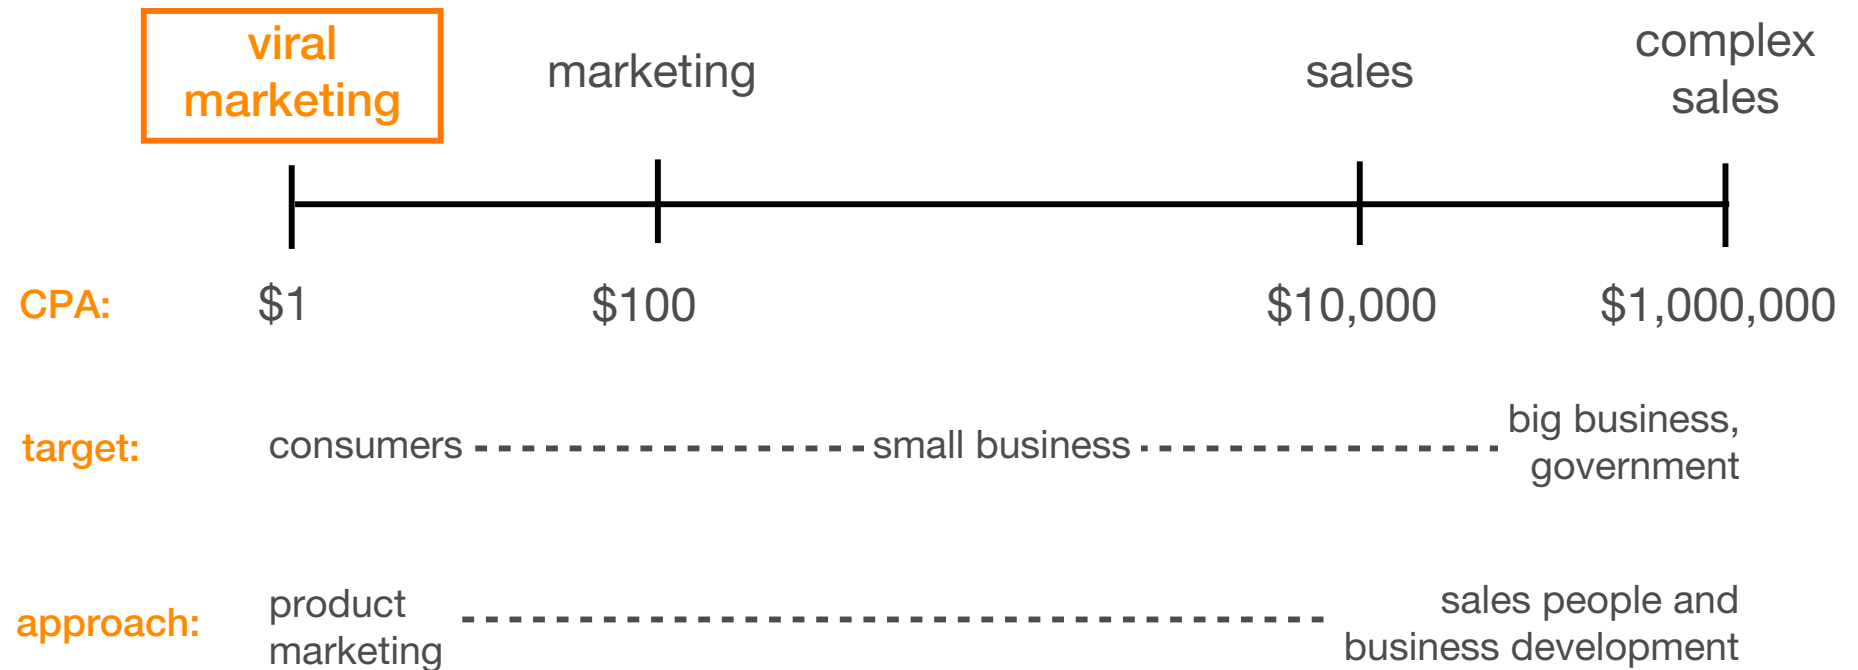 viral
marketing
marketing
sales
complex
sales
CPA: $1 $100 $10,000 $1,000,000
target: consumers small business big business,
government
approach: product
marketing
sales people and
business development